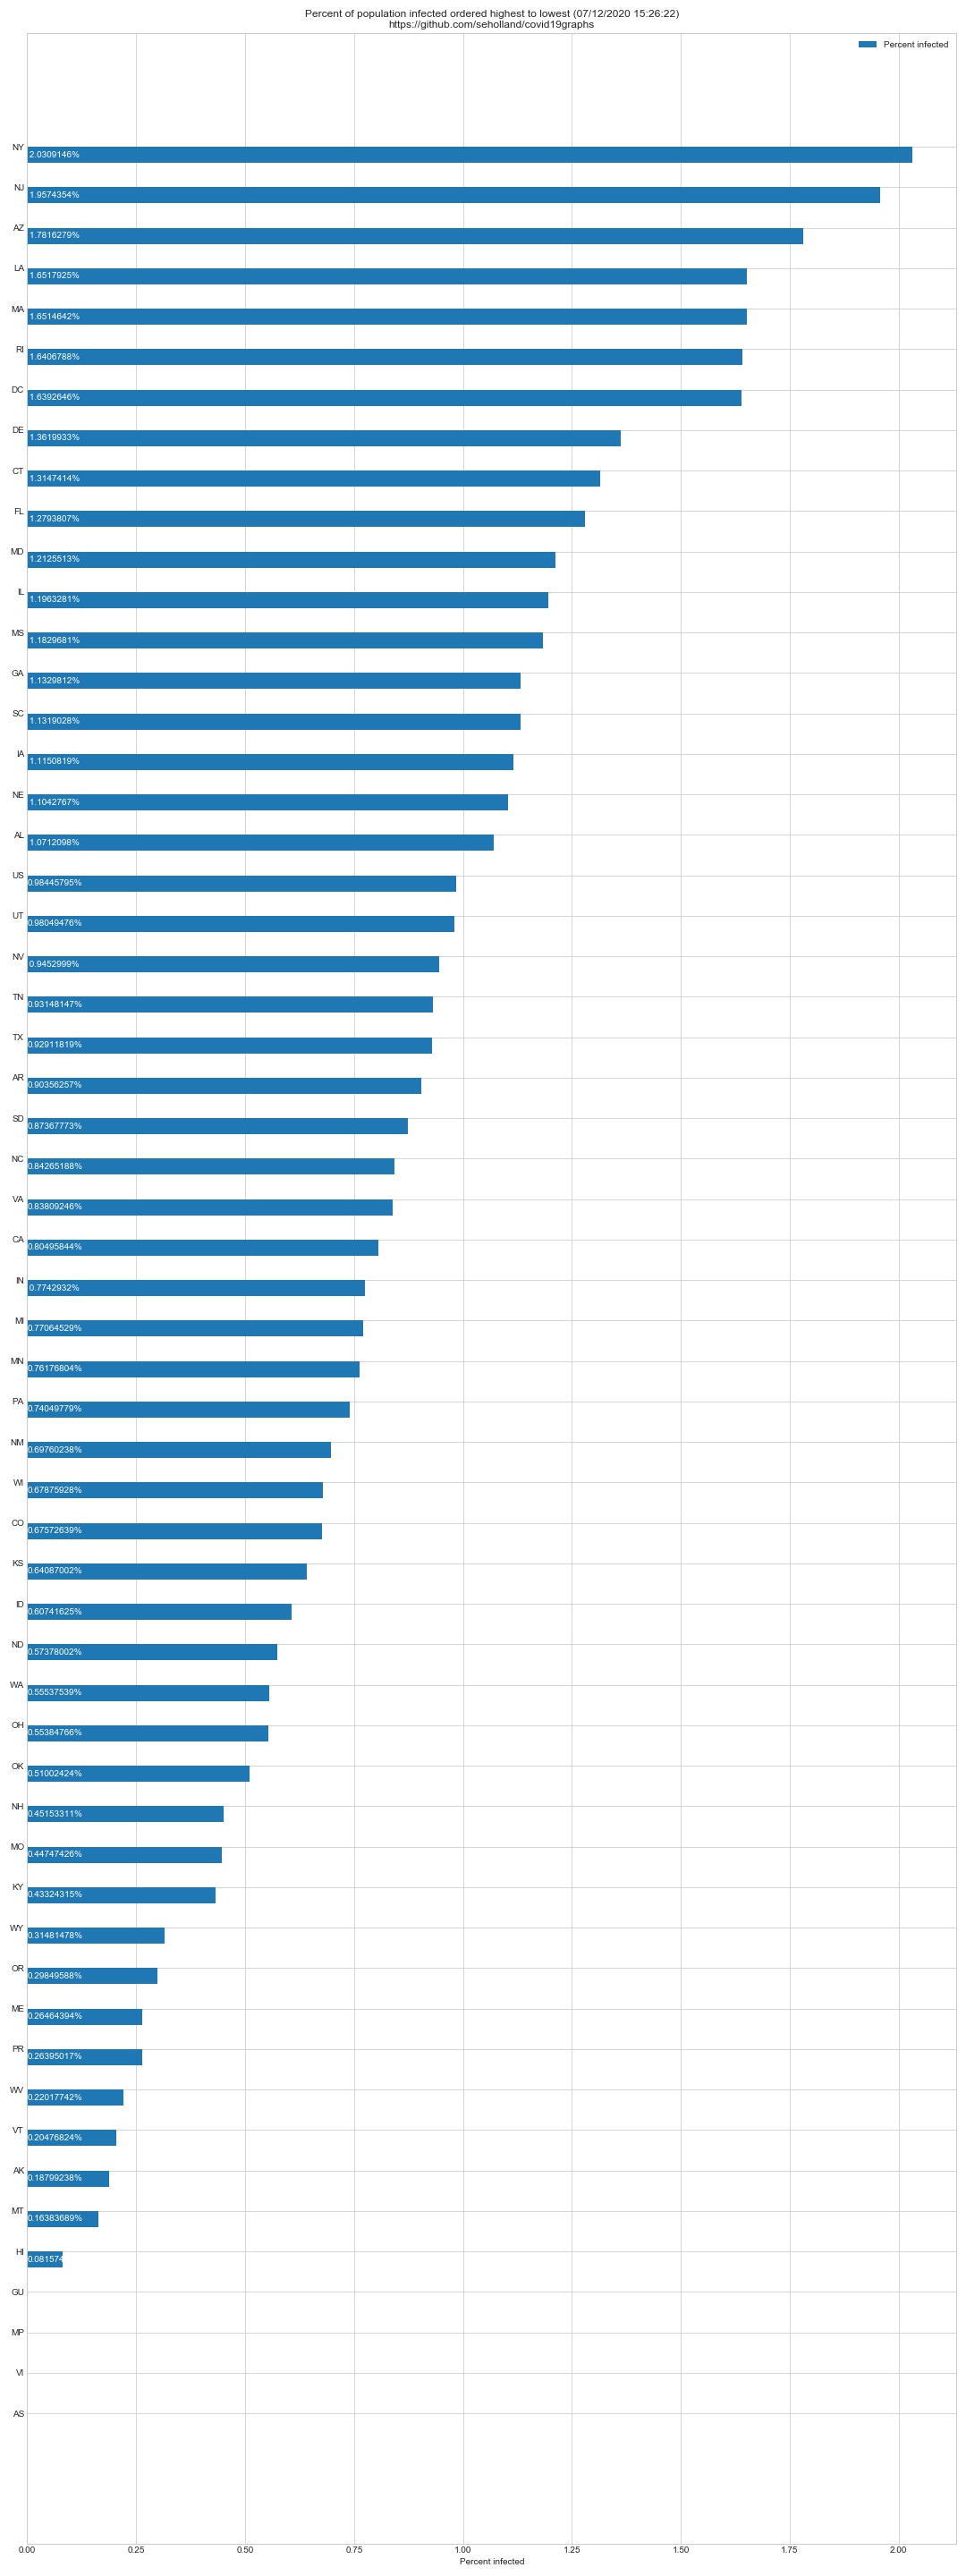 Percent of population infected ordered highest to lowest (07/12/2020 15:26:22)
https://github.com/seholland/covid19graphs
Percent infected
NY 2.0309146%
NJ 1.9574354%
AZ 1.7816279%
LA 1.6517925%
MA 1.6514642%
RI 1.6406788%
DC 1.6392646%
DE 1.3619933%
CT 1.3147414%
FL 1.2793807%
MD 1.2125513%
IL 1.1963281%
MS 1.1829681%
GA 1.1329812%
SC 1.1319028%
IA 1.1150819%
NE 1.1042767%
AL 1.0712098%
US 0.98445795%
UT 0.98049476%
NV 0.9452999%
TN 0.93148147%
TX 0.92911819%
AR 0.90356257%
SD 0.87367773%
NC 0.84265188%
VA 0.83809246%
CA 0.80495844%
IN 0.7742932%
MI 0.77064529%
MN 0.76176804%
PA 0.74049779%
NM 0.69760238%
WI 0.67875928%
CO 0.67572639%
KS 0.64087002%
ID 0.60741625%
ND 0.57378002%
WA 0.55537539%
OH 0.55384766%
OK 0.51002424%
NH 0.45153311%
MO 0.44747426%
KY 0.43324315%
WY 0.31481478%
OR 0.29849588%
ME 0.26464394%
PR 0.26395017%
WV 0.22017742%
VT 0.20476824%
AK 0.18799238%
MT 0.16383689%
HI 0.081574
GU
MP
VI
AS
0.00 0.25 0.50 0.75 1.00 1.25 1.50 1.75 2.00
Percent infected